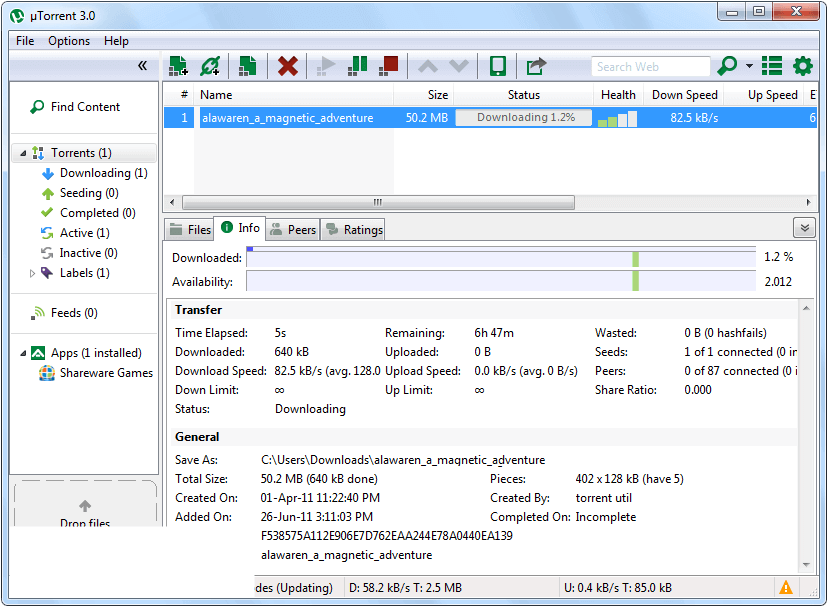 µTorrent 3.0
File Options Help
«
Search Web
Find Content
Torrents (1)
Downloading (1)
Seeding (0)
Completed (0)
Active (1)
Inactive (0)
Labels (1)
Feeds (0)
Apps (1 installed)
Shareware Games
Drop files
# Name Size Status Health Down Speed Up Speed E
1 alawaren_a_magnetic_adventure 50.2 MB Downloading 1.2% 82.5 kB/s 6
Files Info Peers Ratings
Downloaded: 1.2 %
Availability: 2.012
Transfer
Time Elapsed: 5s Remaining: 6h 47m Wasted: 0 B (0 hashfails)
Downloaded: 640 kB Uploaded: 0 B Seeds: 1 of 1 connected (0 in
Download Speed: 82.5 kB/s (avg. 128.0 Upload Speed: 0.0 kB/s (avg. 0 B/s) Peers: 0 of 87 connected (0 i
Down Limit: ∞ Up Limit: ∞ Share Ratio: 0.000
Status: Downloading
General
Save As: C:\Users\Downloads\alawaren_a_magnetic_adventure
Total Size: 50.2 MB (640 kB done) Pieces: 402 x 128 kB (have 5)
Created On: 01-Apr-11 11:22:40 PM Created By: torrent util
Added On: 26-Jun-11 3:11:03 PM Completed On: Incomplete
F538575A112E906E7D762EAA244E78A0440EA139
alawaren_a_magnetic_adventure
des (Updating) D: 58.2 kB/s T: 2.5 MB U: 0.4 kB/s T: 85.0 kB